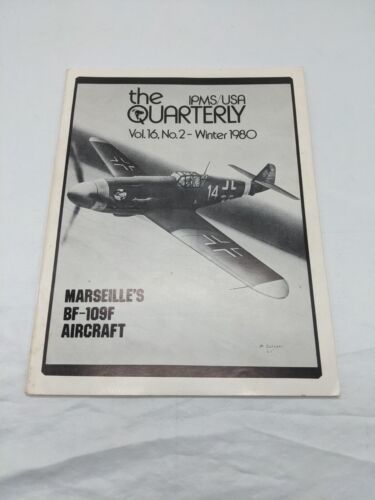 the IPMS/USA
QUARTERLY
Vol. 16, No. 2 - Winter 1980
14
MARSEILLE'S
BF-109F
AIRCRAFT